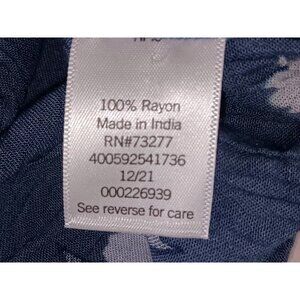 100% Rayon
Made in India
RN#73277
400592541736
12/21
000226939
See reverse for care